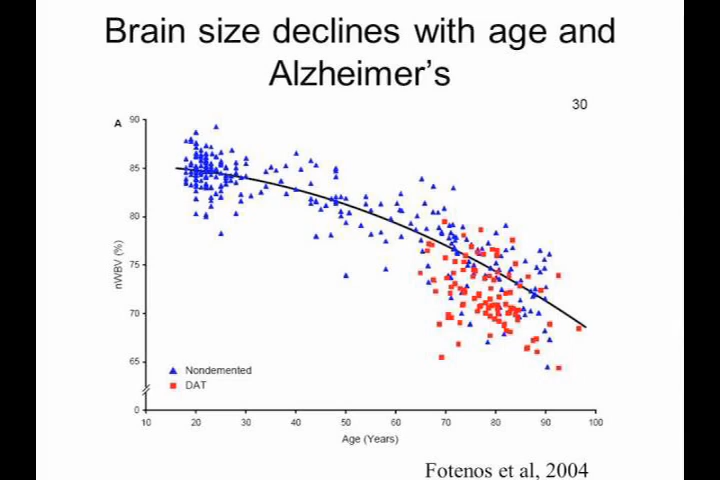 Brain size declines with age and
Alzheimer's
30
A
90
85
80
75
70
65
0
nWBV (%)
Nondemented
DAT
10 20 30 40 50 60 70 80 90 100
Age (Years)
Fotenos et al, 2004